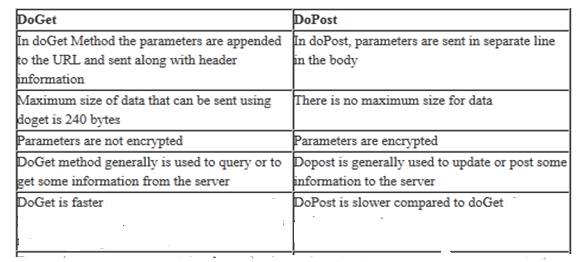 DoGet DoPost
In doGet Method the parameters are appended In doPost, parameters are sent in separate line
to the URL and sent along with header in the body
information
Maximum size of data that can be sent using There is no maximum size for data
doget is 240 bytes
Parameters are not encrypted Parameters are encrypted
DoGet method generally is used to query or to Dopost is generally used to update or post some
get some information from the server information to the server
DoGet is faster DoPost is slower compared to doGet